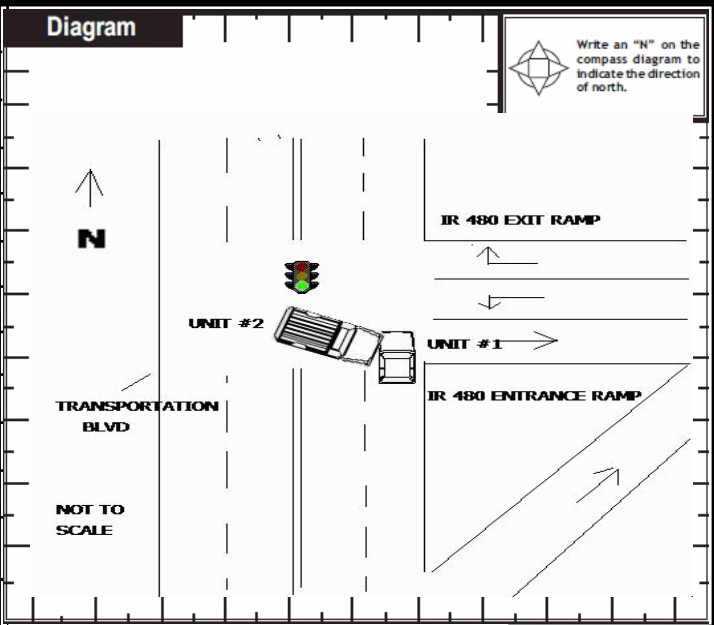 Diagram
Write an “N” on the
compass diagram to
indicate the direction
of north.
N
IR 480 EXIT RAMP
UNIT #2
UNIT #1
IR 480 ENTRANCE RAMP
TRANSPORTATION
BLVD
NOT TO
SCALE